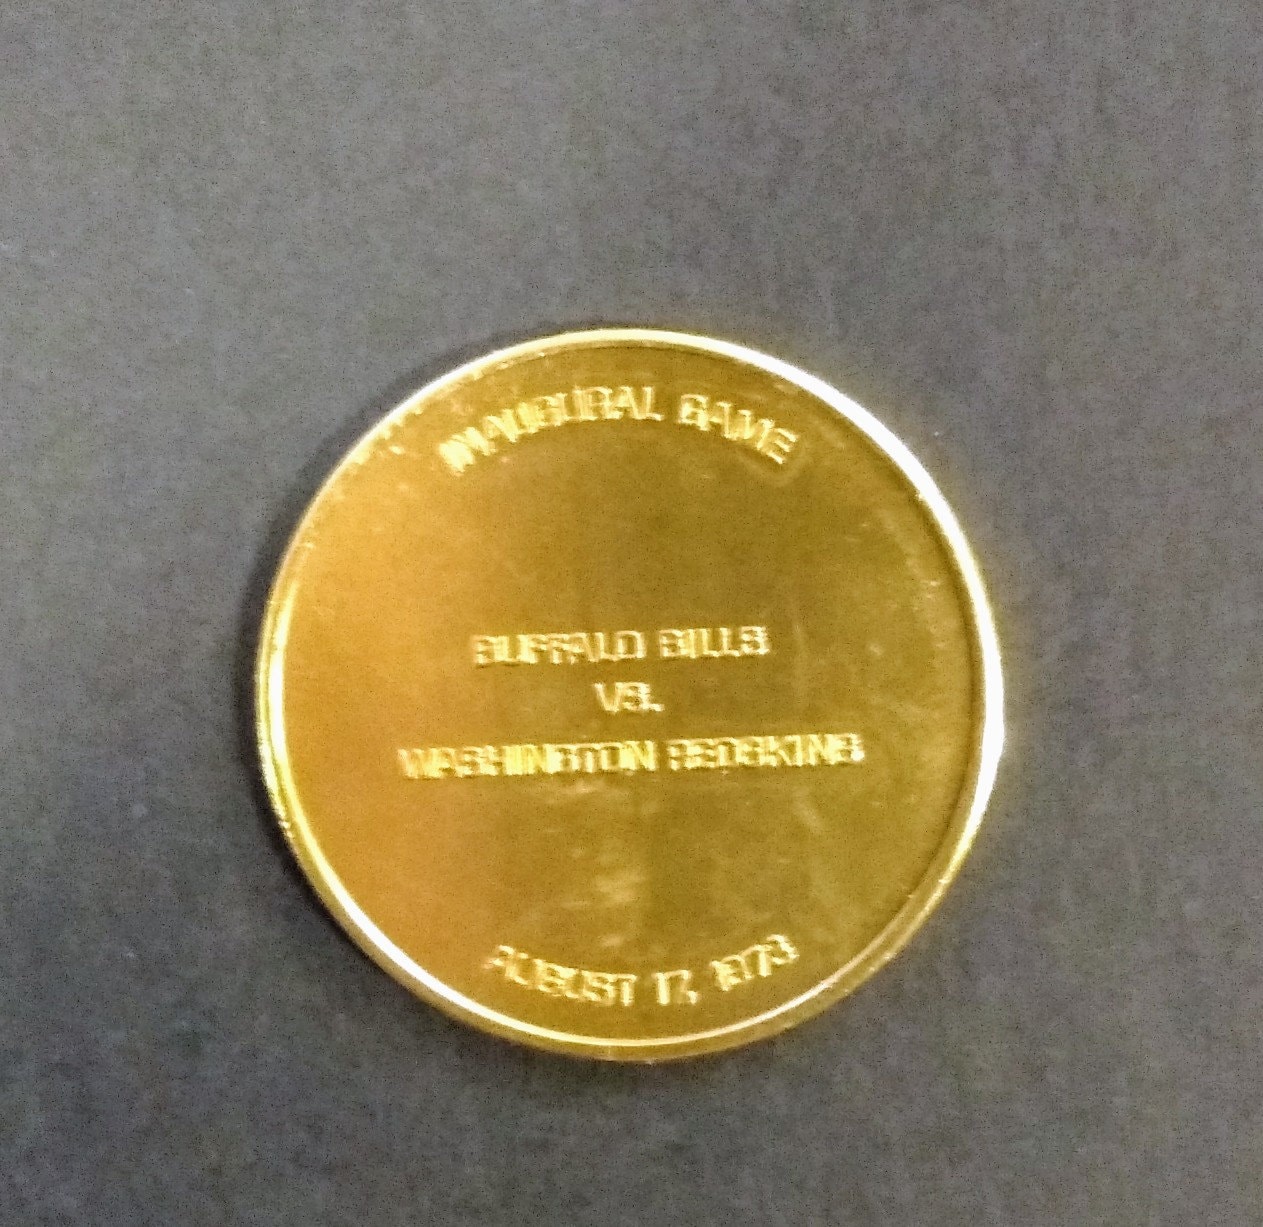 INAUGURAL GAME
BUFFALO BILLS
VS.
WASHINGTON REDSKINS
AUGUST 17, 1973